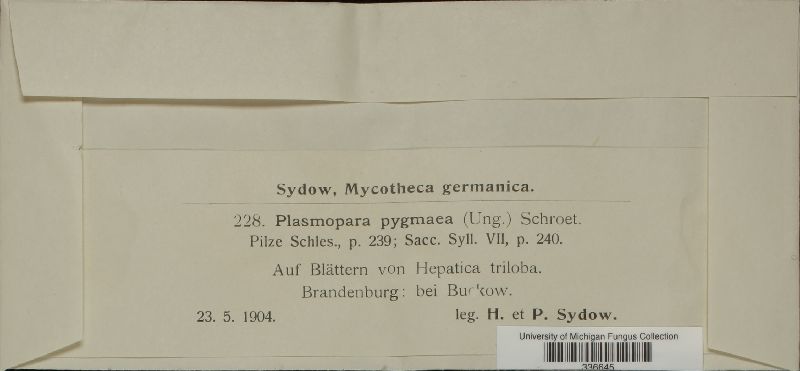 Sydow, Mycotheca germanica.
228. Plasmopara pygmaea (Ung.) Schroet.
Pilze Schles., p. 239; Sacc. Syll. VII, p. 240.
Auf Blättern von Hepatica triloba.
Brandenburg: bei Buckow.
23. 5. 1904. leg. H. et P. Sydow.
University of Michigan Fungus Collection
336645